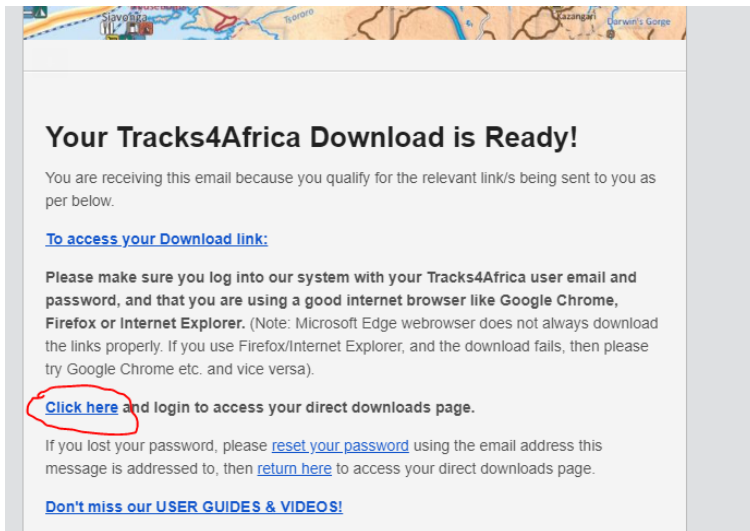 Slavonga
Tsororo
Kazangari
Darwin's Gorge
Your Tracks4Africa Download is Ready!
You are receiving this email because you qualify for the relevant link/s being sent to you as
per below.
To access your Download link:
Please make sure you log into our system with your Tracks4Africa user email and
password, and that you are using a good internet browser like Google Chrome,
Firefox or Internet Explorer. (Note: Microsoft Edge webrowser does not always download
the links properly. If you use Firefox/Internet Explorer, and the download fails, then please
try Google Chrome etc. and vice versa).
Click here and login to access your direct downloads page.
If you lost your password, please reset your password using the email address this
message is addressed to, then return here to access your direct downloads page.
Don't miss our USER GUIDES & VIDEOS!